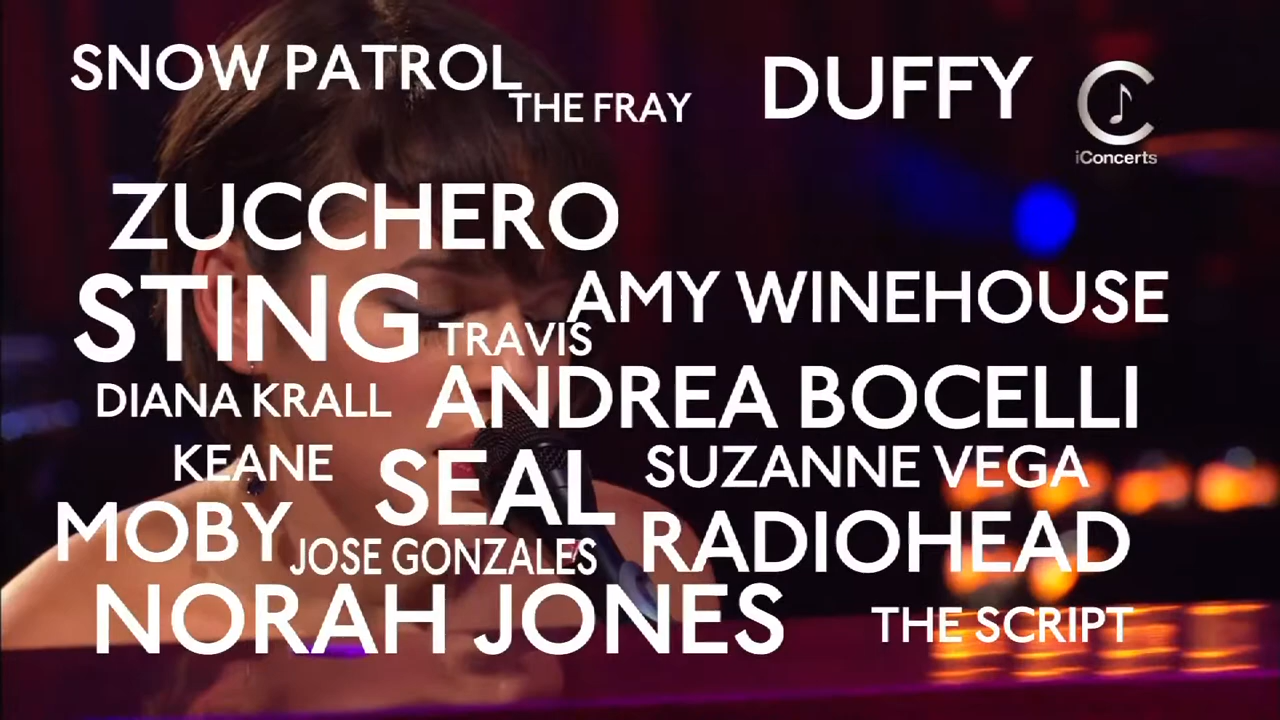 SNOW PATROL
THE FRAY
DUFFY
iConcerts
ZUCCHERO
STING
TRAVIS
AMY WINEHOUSE
DIANA KRALL
ANDREA BOCELLI
KEANE
SEAL
SUZANNE VEGA
MOBY
JOSE GONZALES
RADIOHEAD
NORAH JONES
THE SCRIPT